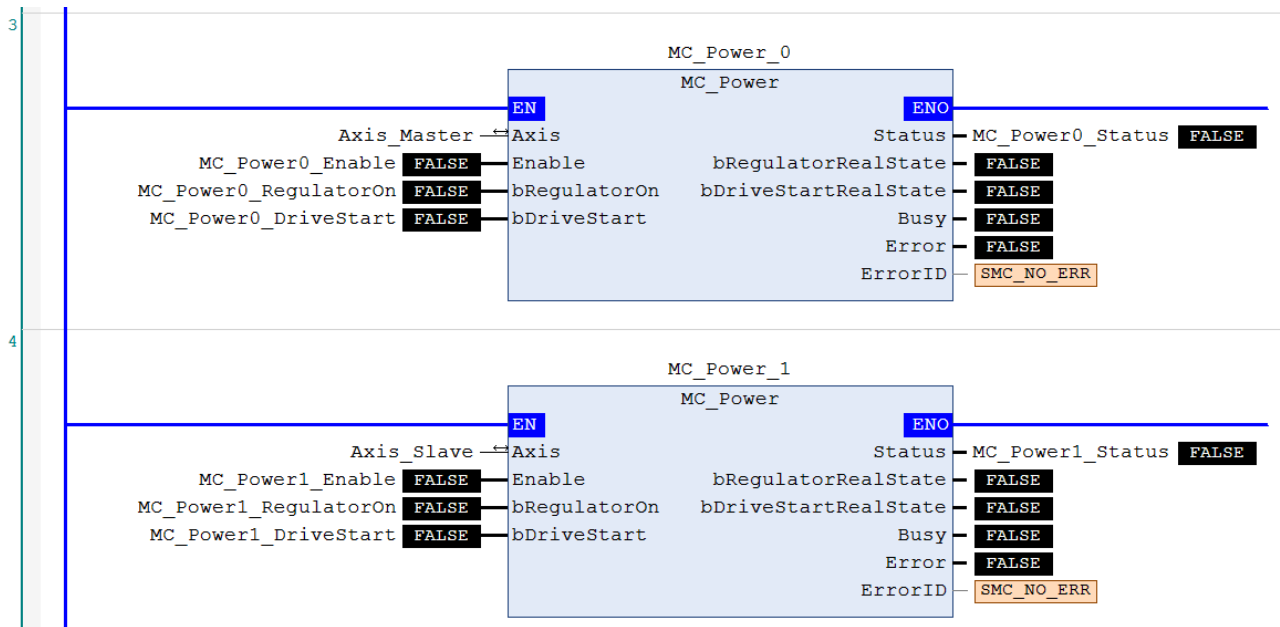 3
MC_Power_0
MC_Power
EN ENO
Axis_Master Axis Status MC_Power0_Status FALSE
MC_Power0_Enable FALSE Enable bRegulatorRealState FALSE
MC_Power0_RegulatorOn FALSE bRegulatorOn bDriveStartRealState FALSE
MC_Power0_DriveStart FALSE bDriveStart Busy FALSE
Error FALSE
ErrorID SMC_NO_ERR
4
MC_Power_1
MC_Power
EN ENO
Axis_Slave Axis Status MC_Power1_Status FALSE
MC_Power1_Enable FALSE Enable bRegulatorRealState FALSE
MC_Power1_RegulatorOn FALSE bRegulatorOn bDriveStartRealState FALSE
MC_Power1_DriveStart FALSE bDriveStart Busy FALSE
Error FALSE
ErrorID SMC_NO_ERR